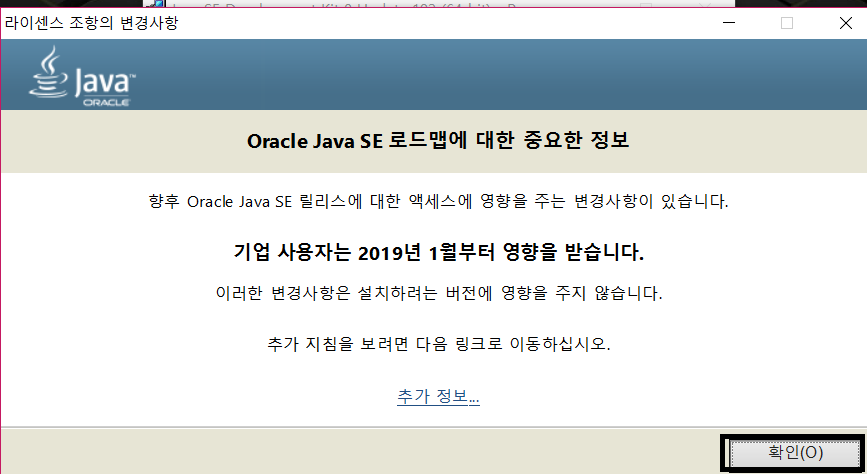 라이센스 조항의 변경사항
Java™
ORACLE
Oracle Java SE 로드맵에 대한 중요한 정보
향후 Oracle Java SE 릴리스에 대한 액세스에 영향을 주는 변경사항이 있습니다.
기업 사용자는 2019년 1월부터 영향을 받습니다.
이러한 변경사항은 설치하려는 버전에 영향을 주지 않습니다.
추가 지침을 보려면 다음 링크로 이동하십시오.
추가 정보...
확인(O)